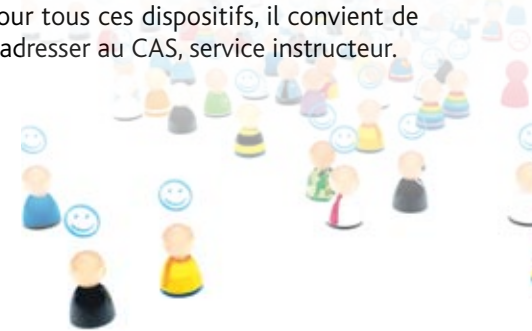 our tous ces dispositifs, il convient de
adresser au CAS, service instructeur.